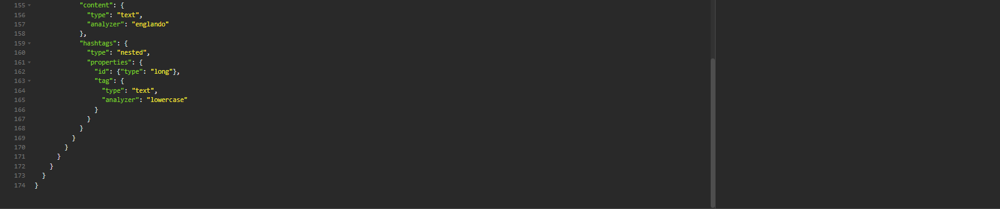 155 "content": {
156 "type": "text",
157 "analyzer": "englando"
158 },
159 "hashtags": {
160 "type": "nested",
161 "properties": {
162 "id": {"type": "long"},
163 "tag": {
164 "type": "text",
165 "analyzer": "lowercase"
166 }
167 }
168 }
169 }
170 }
171 }
172 }
173 }
174 }